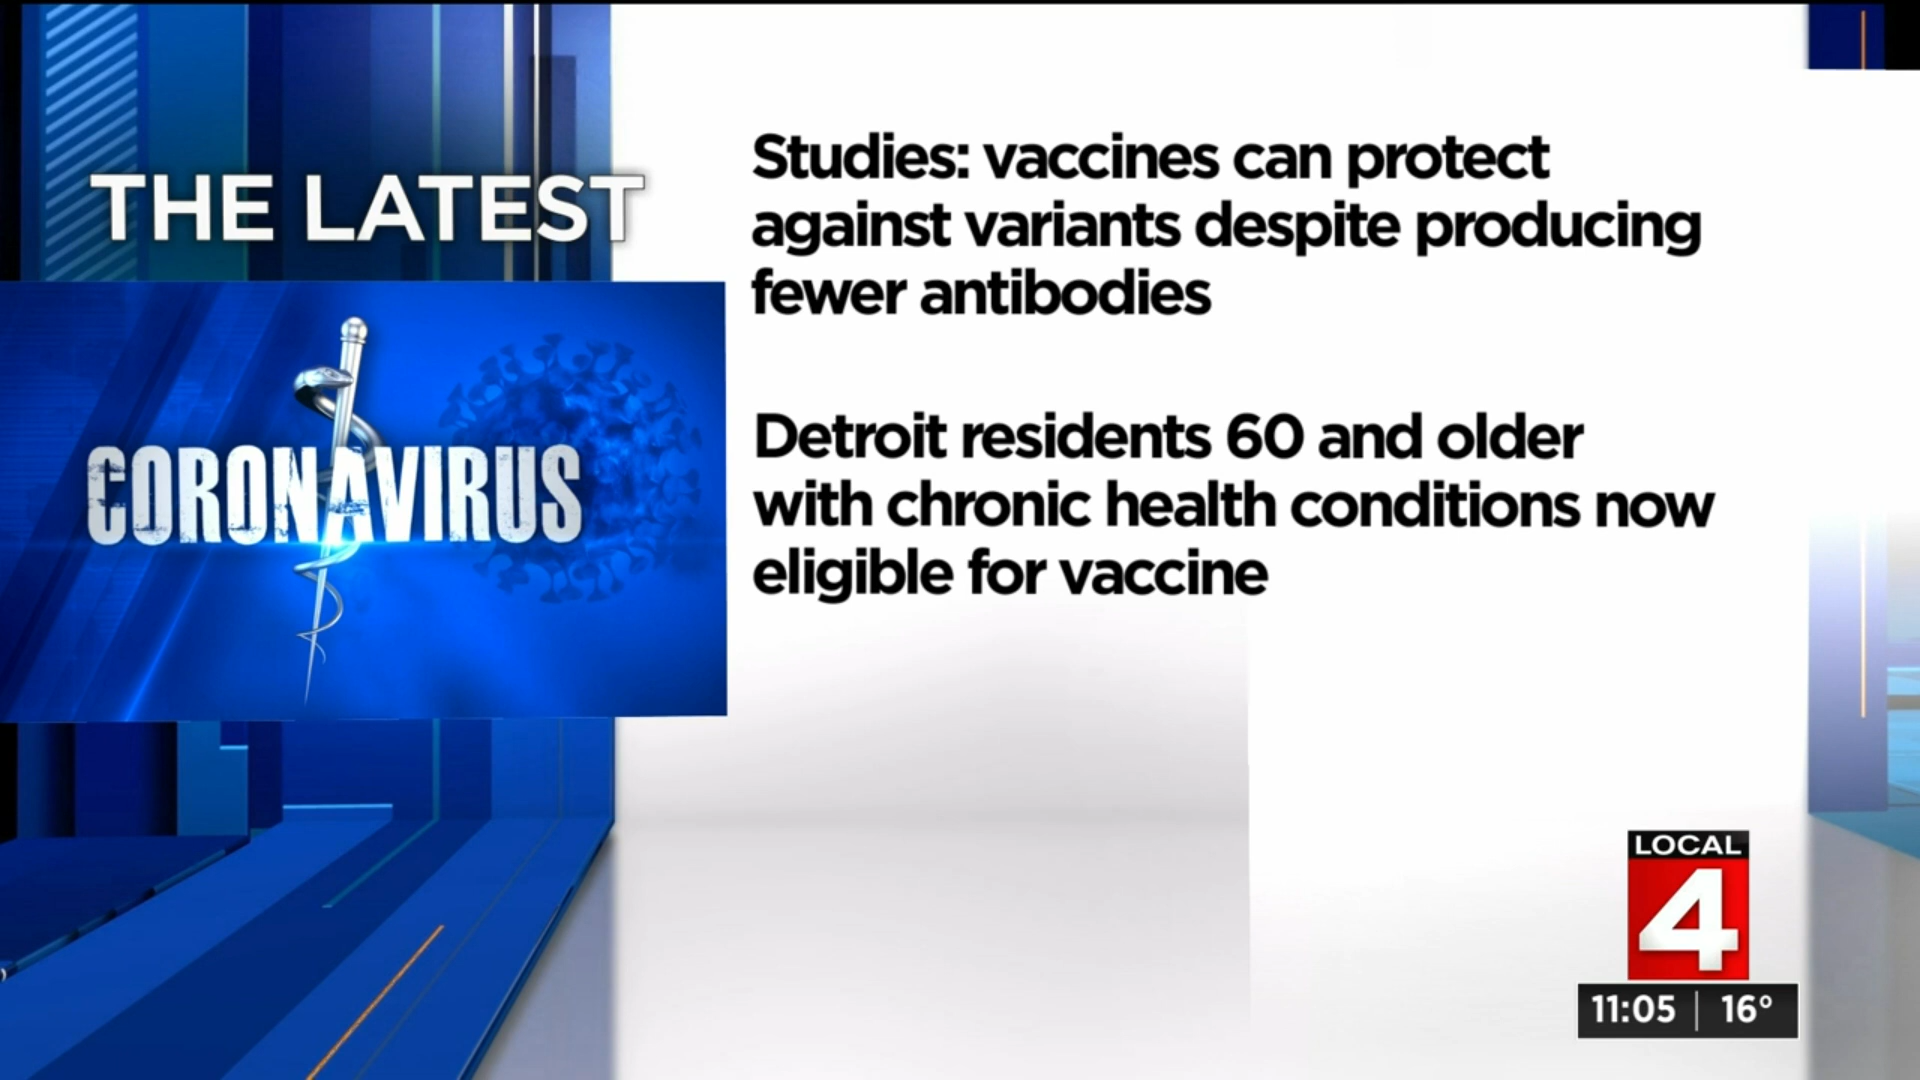 THE LATEST
CORONAVIRUS
Studies: vaccines can protect
against variants despite producing
fewer antibodies
Detroit residents 60 and older
with chronic health conditions now
eligible for vaccine
LOCAL
4
11:05 | 16°